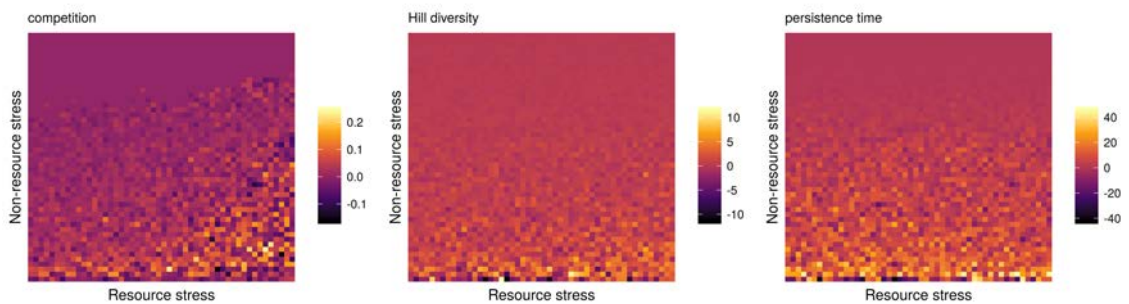 competition
Non-resource stress
Resource stress
0.2
0.1
0.0
-0.1
Hill diversity
Non-resource stress
Resource stress
10
5
0
-5
-10
persistence time
Non-resource stress
Resource stress
40
20
0
-20
-40